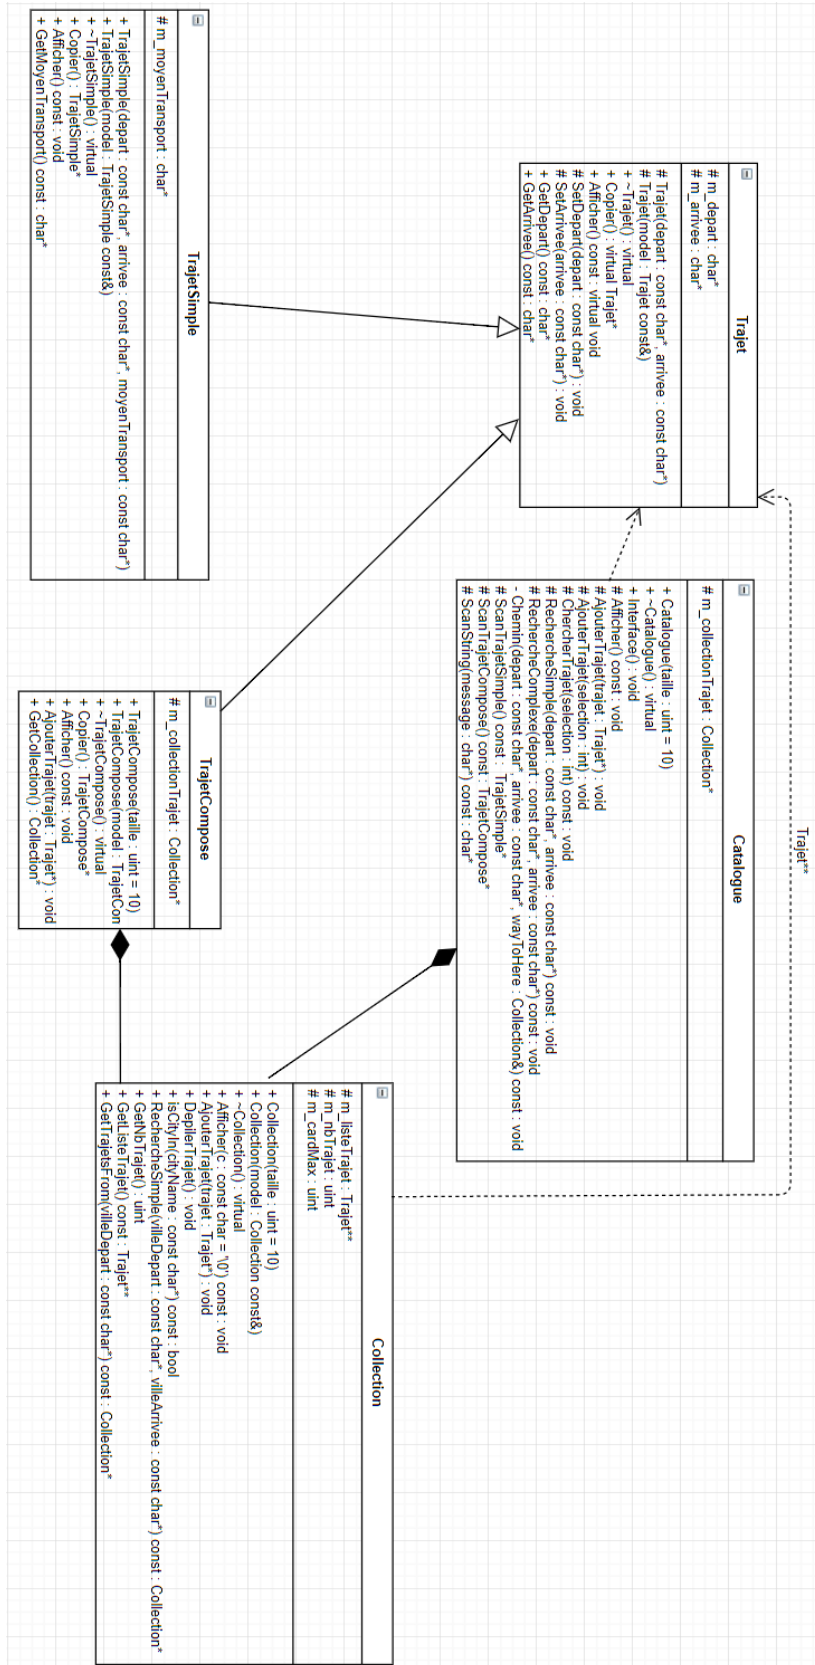 Trajet
# m_depart : char*
# m_arrivee : char*
# Trajet(depart : const char*, arrivee : const char*)
# Trajet(model : Trajet const&)
+ ~Trajet() : virtual
+ Copier() : virtual Trajet*
+ Afficher() const : virtual void
# SetDepart(depart : const char*) : void
# SetArrivee(arrivee : const char*) : void
+ GetDepart() const : char*
+ GetArrivee() const : char*
Trajet**
Catalogue
# m_collectionTrajet : Collection*
+ Catalogue(taille : uint = 10)
+ ~Catalogue() : virtual
+ Interface() : void
# Afficher() const : void
# AjouterTrajet(trejet : Trajet*) : void
# AjouterTrajet(selection : int) : void
# ChercherTrajet(selection : int) const : void
# RechercheSimple(depart : const char*, arrivee : const char*) const : void
# RechercheComplexe(depart : const char*, arrivee : const char*) const : void
- Chemin(depart : const char*, arrivee : const char*, wayToHere : Collection&) const : void
# ScanTrajetSimple() const : TrajetSimple*
# ScanTrajetCompose() const : TrajetCompose*
# ScanString(message : char*) const : char*
TrajetSimple
# m_moyenTransport : char*
+ TrajetSimple(depart : const char*, arrivee : const char*, moyenTransport : const char*)
+ TrajetSimple(model : TrajetSimple const&)
+ ~TrajetSimple() : virtual
+ Copier() : TrajetSimple*
+ Afficher() const : void
+ GetMoyenTransport() const : char*
TrajetCompose
# m_collectionTrajet : Collection*
+ TrajetCompose(taille : uint = 10)
+ TrajetCompose(model : TrajetCon
+ ~TrajetCompose() : virtual
+ Copier() : TrajetCompose*
+ Afficher() const : void
+ AjouterTrajet(trajet : Trajet*) : void
+ GetCollection() : Collection*
Collection
# m_listeTrajet : Trajet**
# m_nbTrajet : uint
# m_cardMax : uint
+ Collection(taille : uint = 10)
+ Collection(model : Collection const&)
+ ~Collection() : virtual
+ Afficher(c : const char = '\0') const : void
+ AjouterTrajet(trajet : Trajet*) : void
+ DepilerTrajet() : void
+ isCityIn(cityName : const char*) const : bool
+ RechercheSimple(villeDepart : const char*, villeArrivee : const char*) const : Collection*
+ GetNbTrajet() : uint
+ GetListeTrajet() const : Trajet**
+ GetTrajetsFrom(villeDepart : const char*) const : Collection*